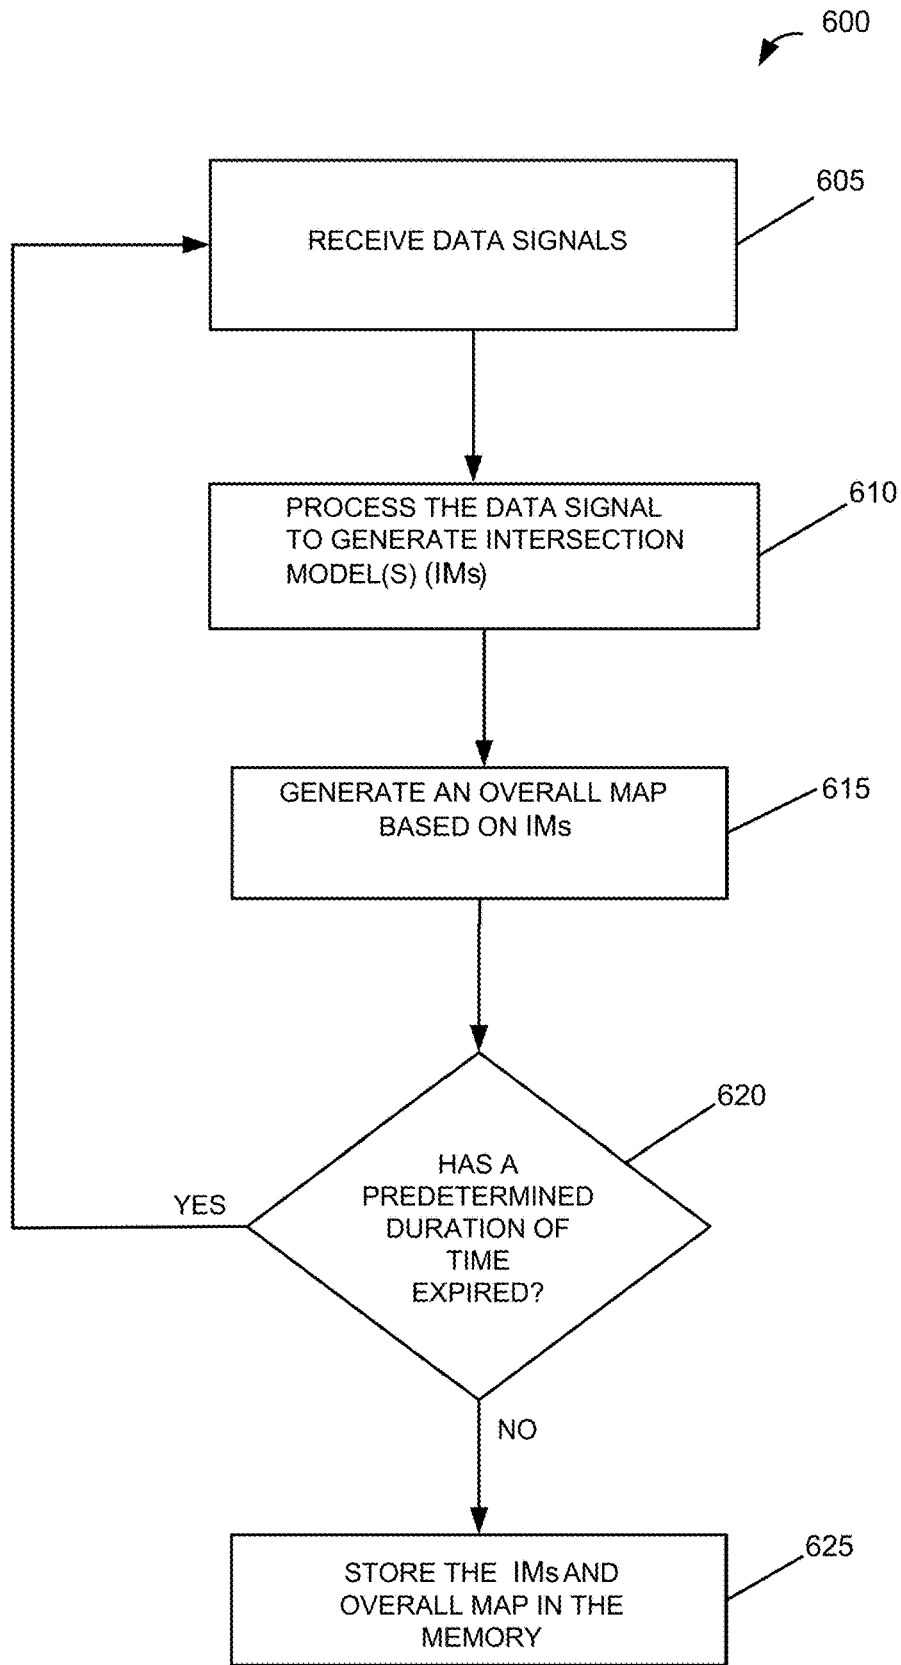 600
605
RECEIVE DATA SIGNALS
610
PROCESS THE DATA SIGNAL
TO GENERATE INTERSECTION
MODEL(S) (IMs)
615
GENERATE AN OVERALL MAP
BASED ON IMs
620
HAS A
PREDETERMINED
DURATION OF
TIME
EXPIRED?
YES
NO
625
STORE THE IMs AND
OVERALL MAP IN THE
MEMORY